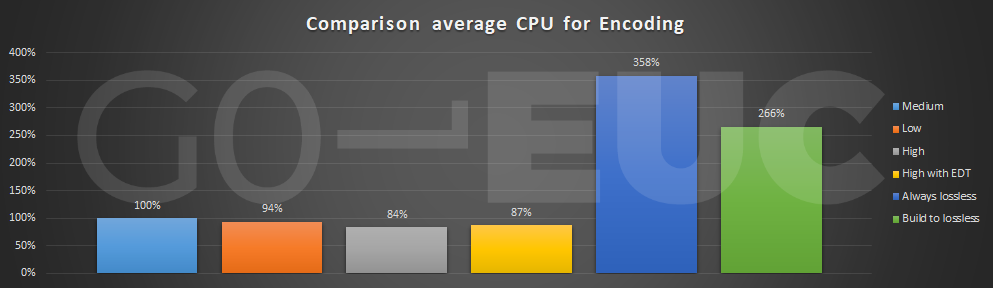 Comparison average CPU for Encoding
400%
350%
300%
250%
200%
150%
100%
50%
0%
100%
94%
84%
87%
358%
266%
GO-EUC
Medium
Low
High
High with EDT
Always lossless
Build to lossless